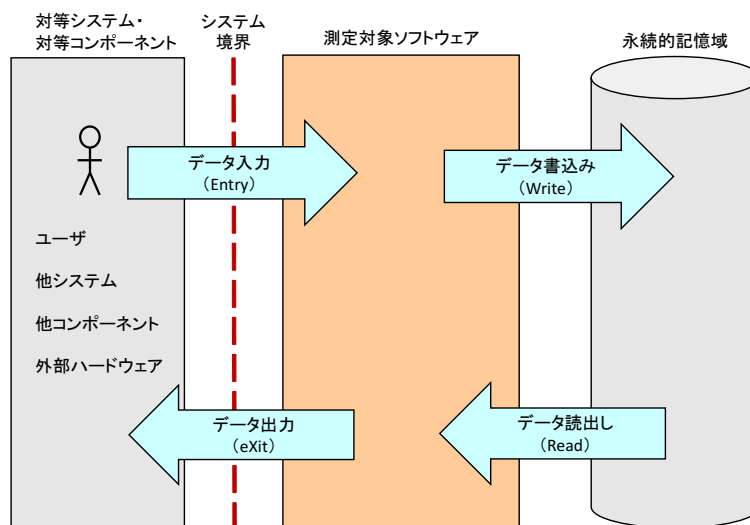 対等システム・
対等コンポーネント
システム
境界
測定対象ソフトウェア
永続的記憶域
データ入力
（Entry）
データ書込み
（Write）
ユーザ
他システム
他コンポーネント
外部ハードウェア
データ出力
（eXit）
データ読出し
（Read）